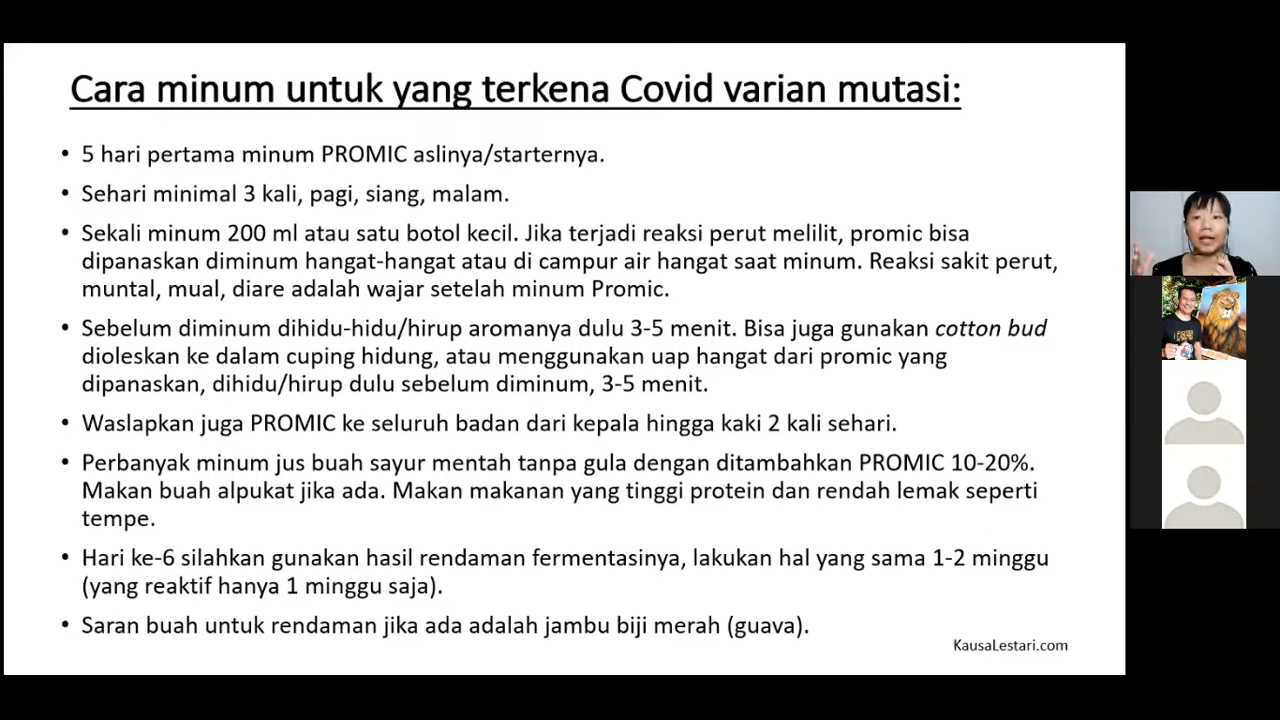 Cara minum untuk yang terkena Covid varian mutasi:
• 5 hari pertama minum PROMIC aslinya/starternya.
• Sehari minimal 3 kali, pagi, siang, malam.
• Sekali minum 200 ml atau satu botol kecil. Jika terjadi reaksi perut melilit, promic bisa
dipanaskan diminum hangat-hangat atau di campur air hangat saat minum. Reaksi sakit perut,
muntal, mual, diare adalah wajar setelah minum Promic.
• Sebelum diminum dihidu-hidu/hirup aromanya dulu 3-5 menit. Bisa juga gunakan cotton bud
dioleskan ke dalam cuping hidung, atau menggunakan uap hangat dari promic yang
dipanaskan, dihidu/hirup dulu sebelum diminum, 3-5 menit.
• Waslapkan juga PROMIC ke seluruh badan dari kepala hingga kaki 2 kali sehari.
• Perbanyak minum jus buah sayur mentah tanpa gula dengan ditambahkan PROMIC 10-20%.
Makan buah alpukat jika ada. Makan makanan yang tinggi protein dan rendah lemak seperti
tempe.
• Hari ke-6 silahkan gunakan hasil rendaman fermentasinya, lakukan hal yang sama 1-2 minggu
(yang reaktif hanya 1 minggu saja).
• Saran buah untuk rendaman jika ada adalah jambu biji merah (guava).
KausaLestari.com